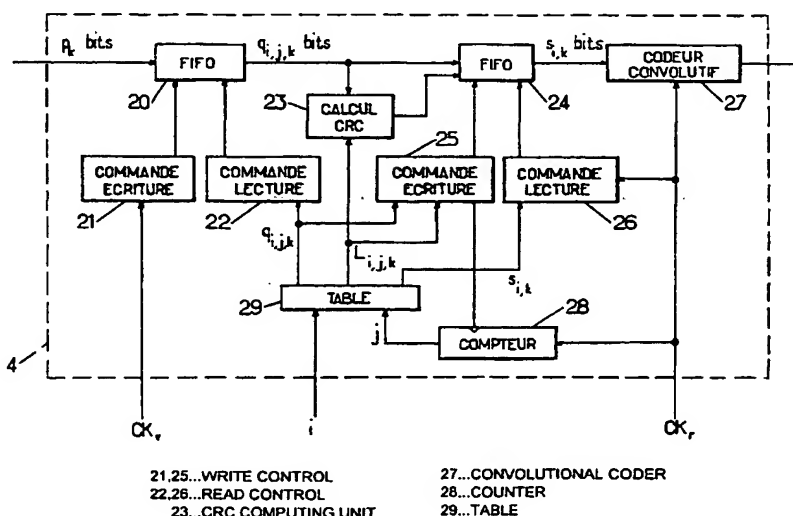 Pₖ bits
qᵢ,ⱼ,ₖ bits
sᵢ,ₖ bits
FIFO
20
CALCUL
CRC
23
FIFO
24
CODEUR
CONVOLUTIF
27
25
COMMANDE
ECRITURE
21
COMMANDE
LECTURE
22
COMMANDE
ECRITURE
COMMANDE
LECTURE
26
qᵢ,ⱼ,ₖ
Lᵢ,ⱼ,ₖ
sᵢ,ₖ
29
TABLE
28
j
COMPTEUR
4
CKᵥ
i
CKᵣ
21,25...WRITE CONTROL
22,26...READ CONTROL
23...CRC COMPUTING UNIT
27...CONVOLUTIONAL CODER
28...COUNTER
29...TABLE